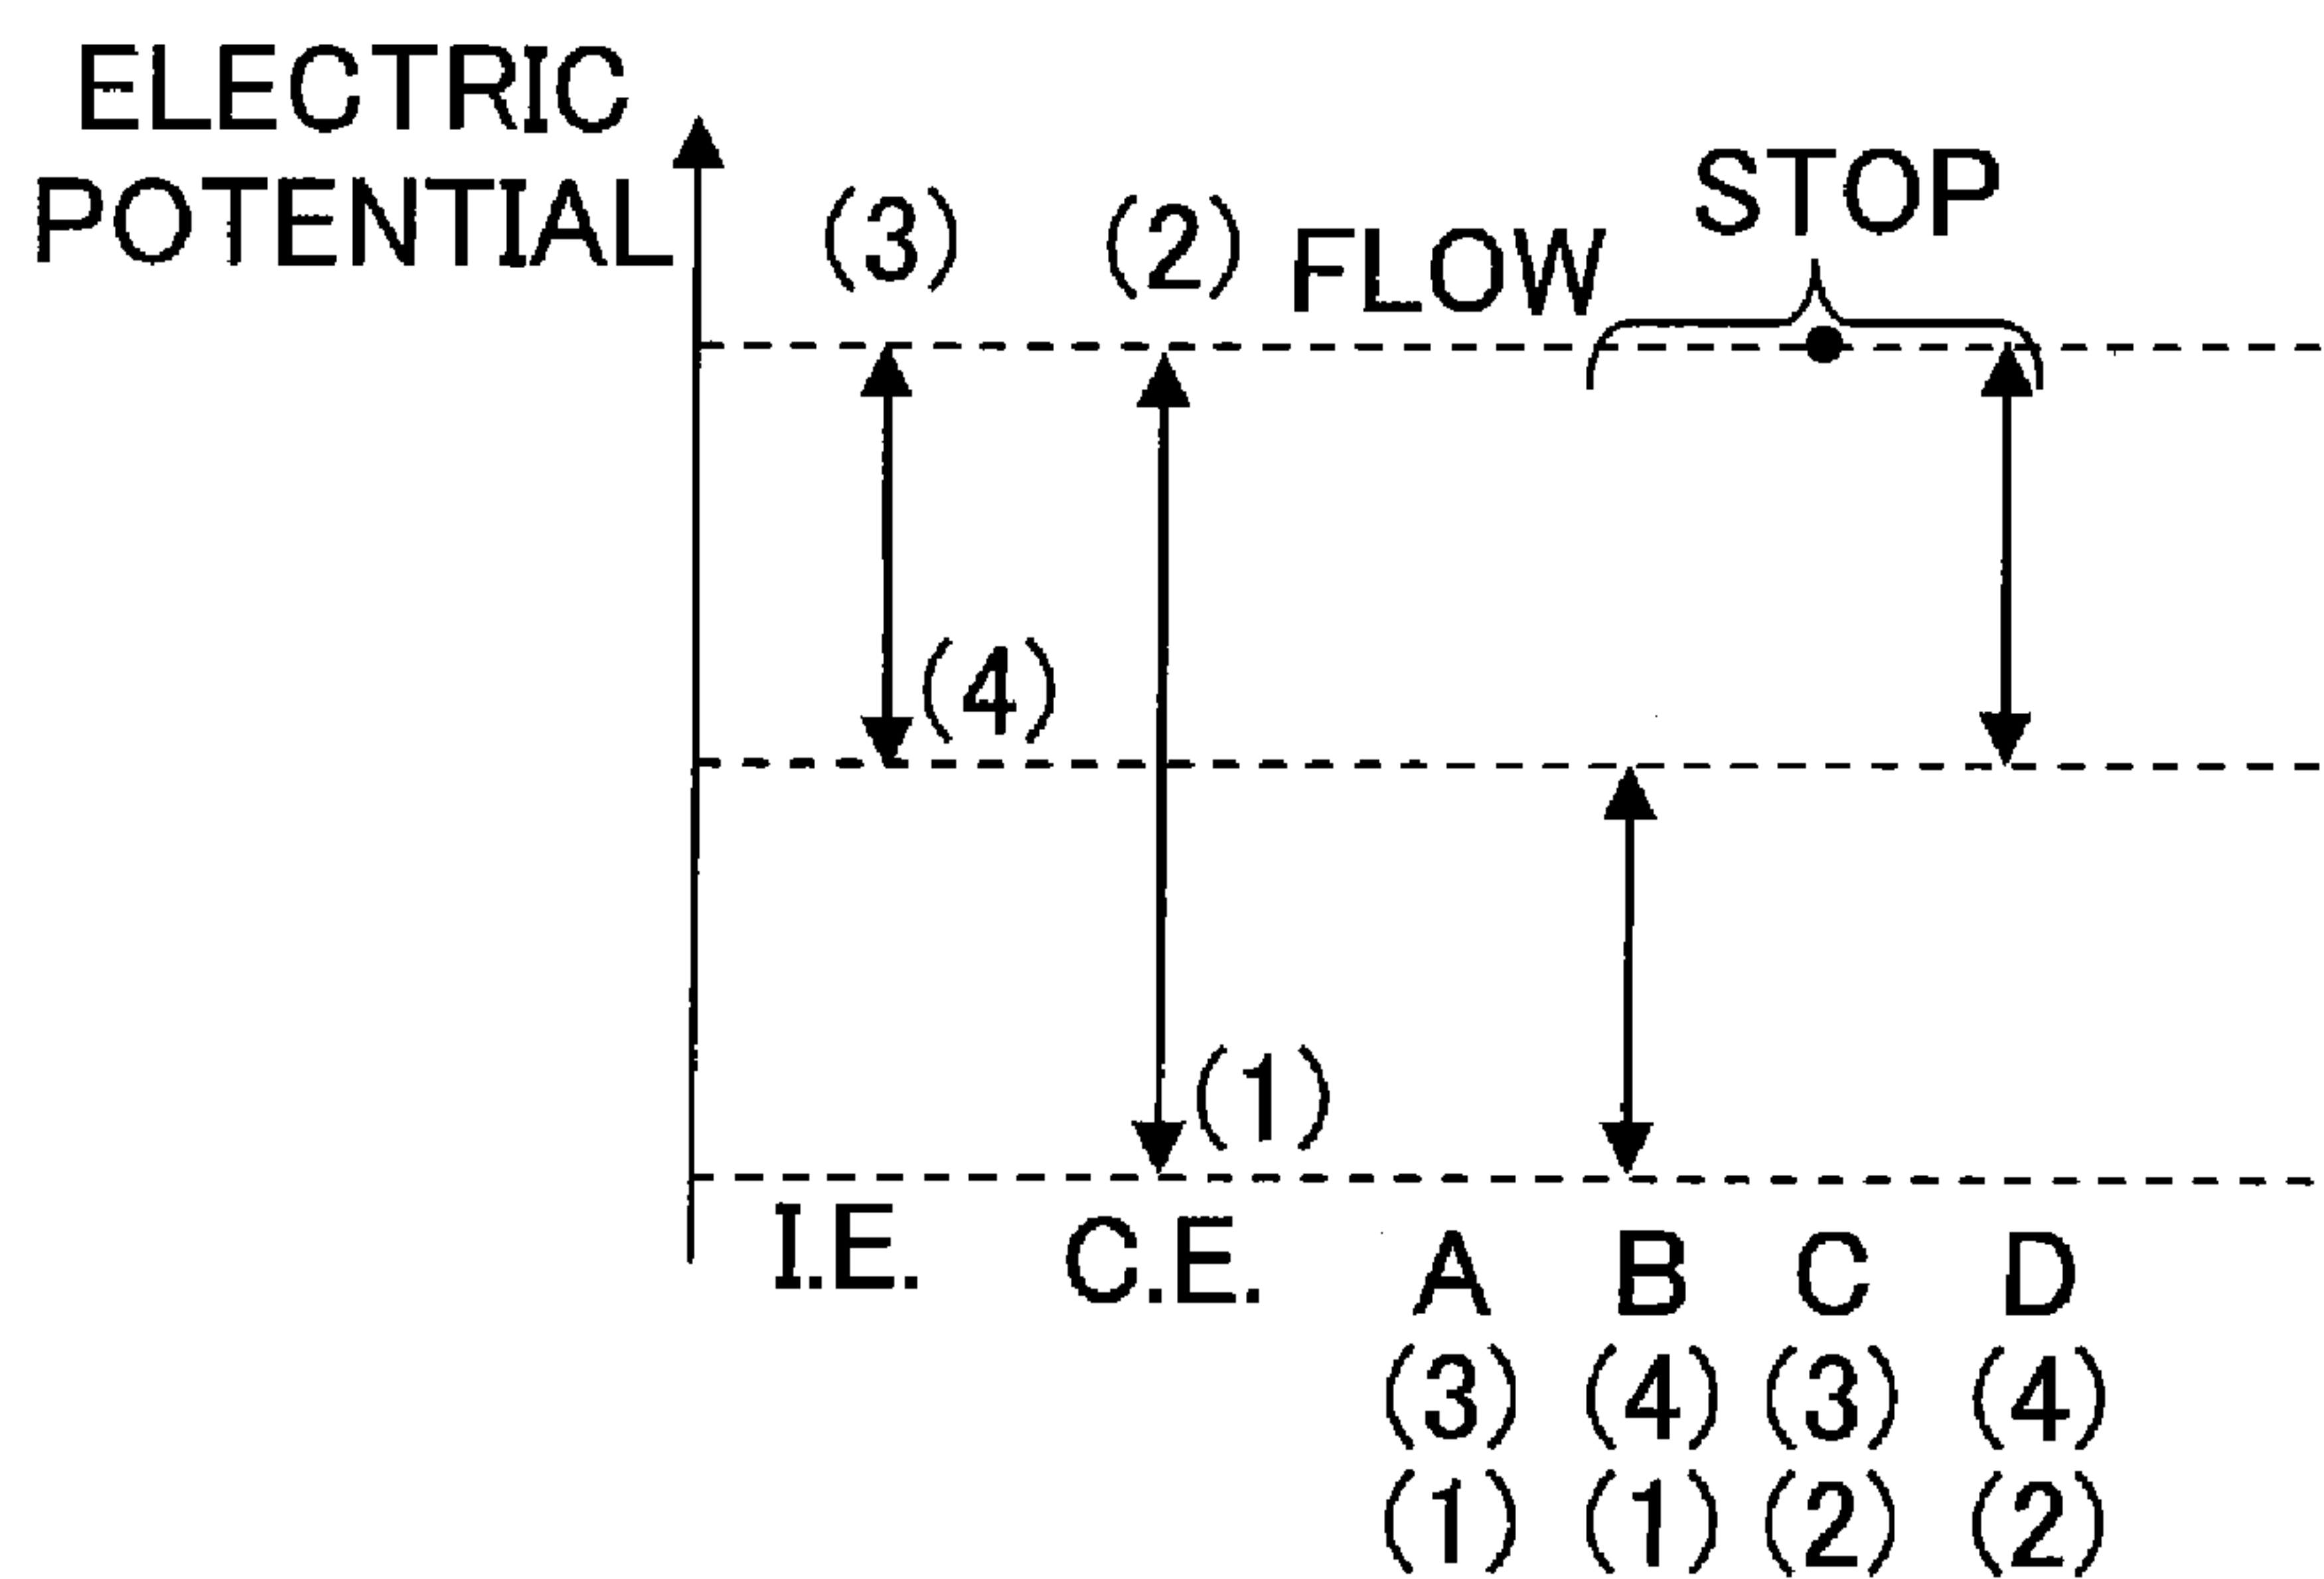 ELECTRIC
POTENTIAL
(3)
(2)
FLOW
STOP
(4)
(1)
I.E.
C.E.
A B C D
(3) (4) (3) (4)
(1) (1) (2) (2)